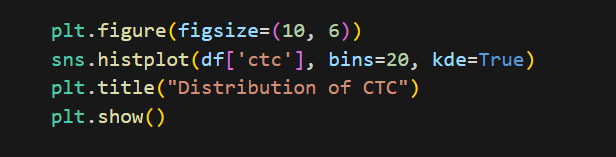 plt.figure(figsize=(10, 6))
sns.histplot(df['ctc'], bins=20, kde=True)
plt.title("Distribution of CTC")
plt.show()